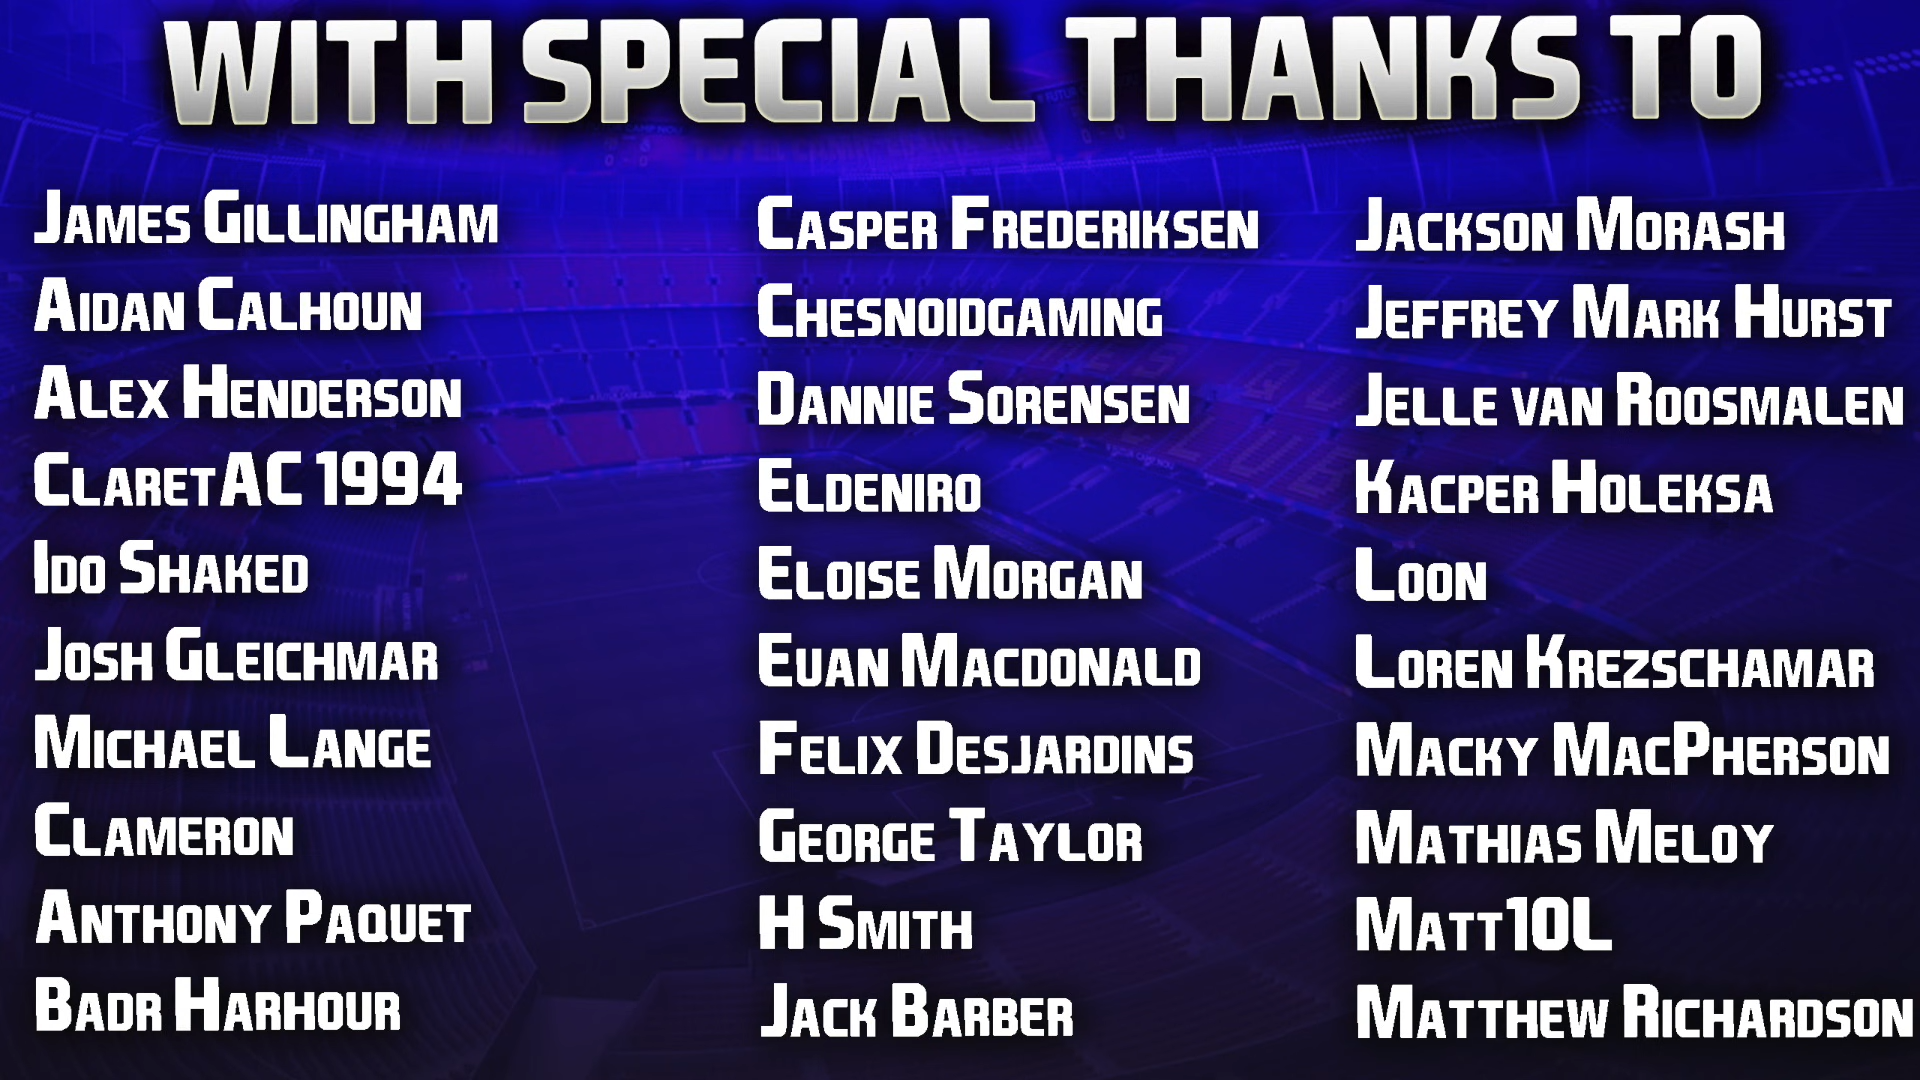 WITH SPECIAL THANKS TO
James Gillingham
Aidan Calhoun
Alex Henderson
ClaretAC 1994
Ido Shaked
Josh Gleichmar
Michael Lange
Clameron
Anthony Paquet
Badr Harhour
Casper Frederiksen
Chesnoidgaming
Dannie Sorensen
Eldeniro
Eloise Morgan
Euan Macdonald
Felix Desjardins
George Taylor
H Smith
Jack Barber
Jackson Morash
Jeffrey Mark Hurst
Jelle van Roosmalen
Kacper Holeksa
Loon
Loren Krezschamar
Macky MacPherson
Mathias Meloy
Matt10L
Matthew Richardson